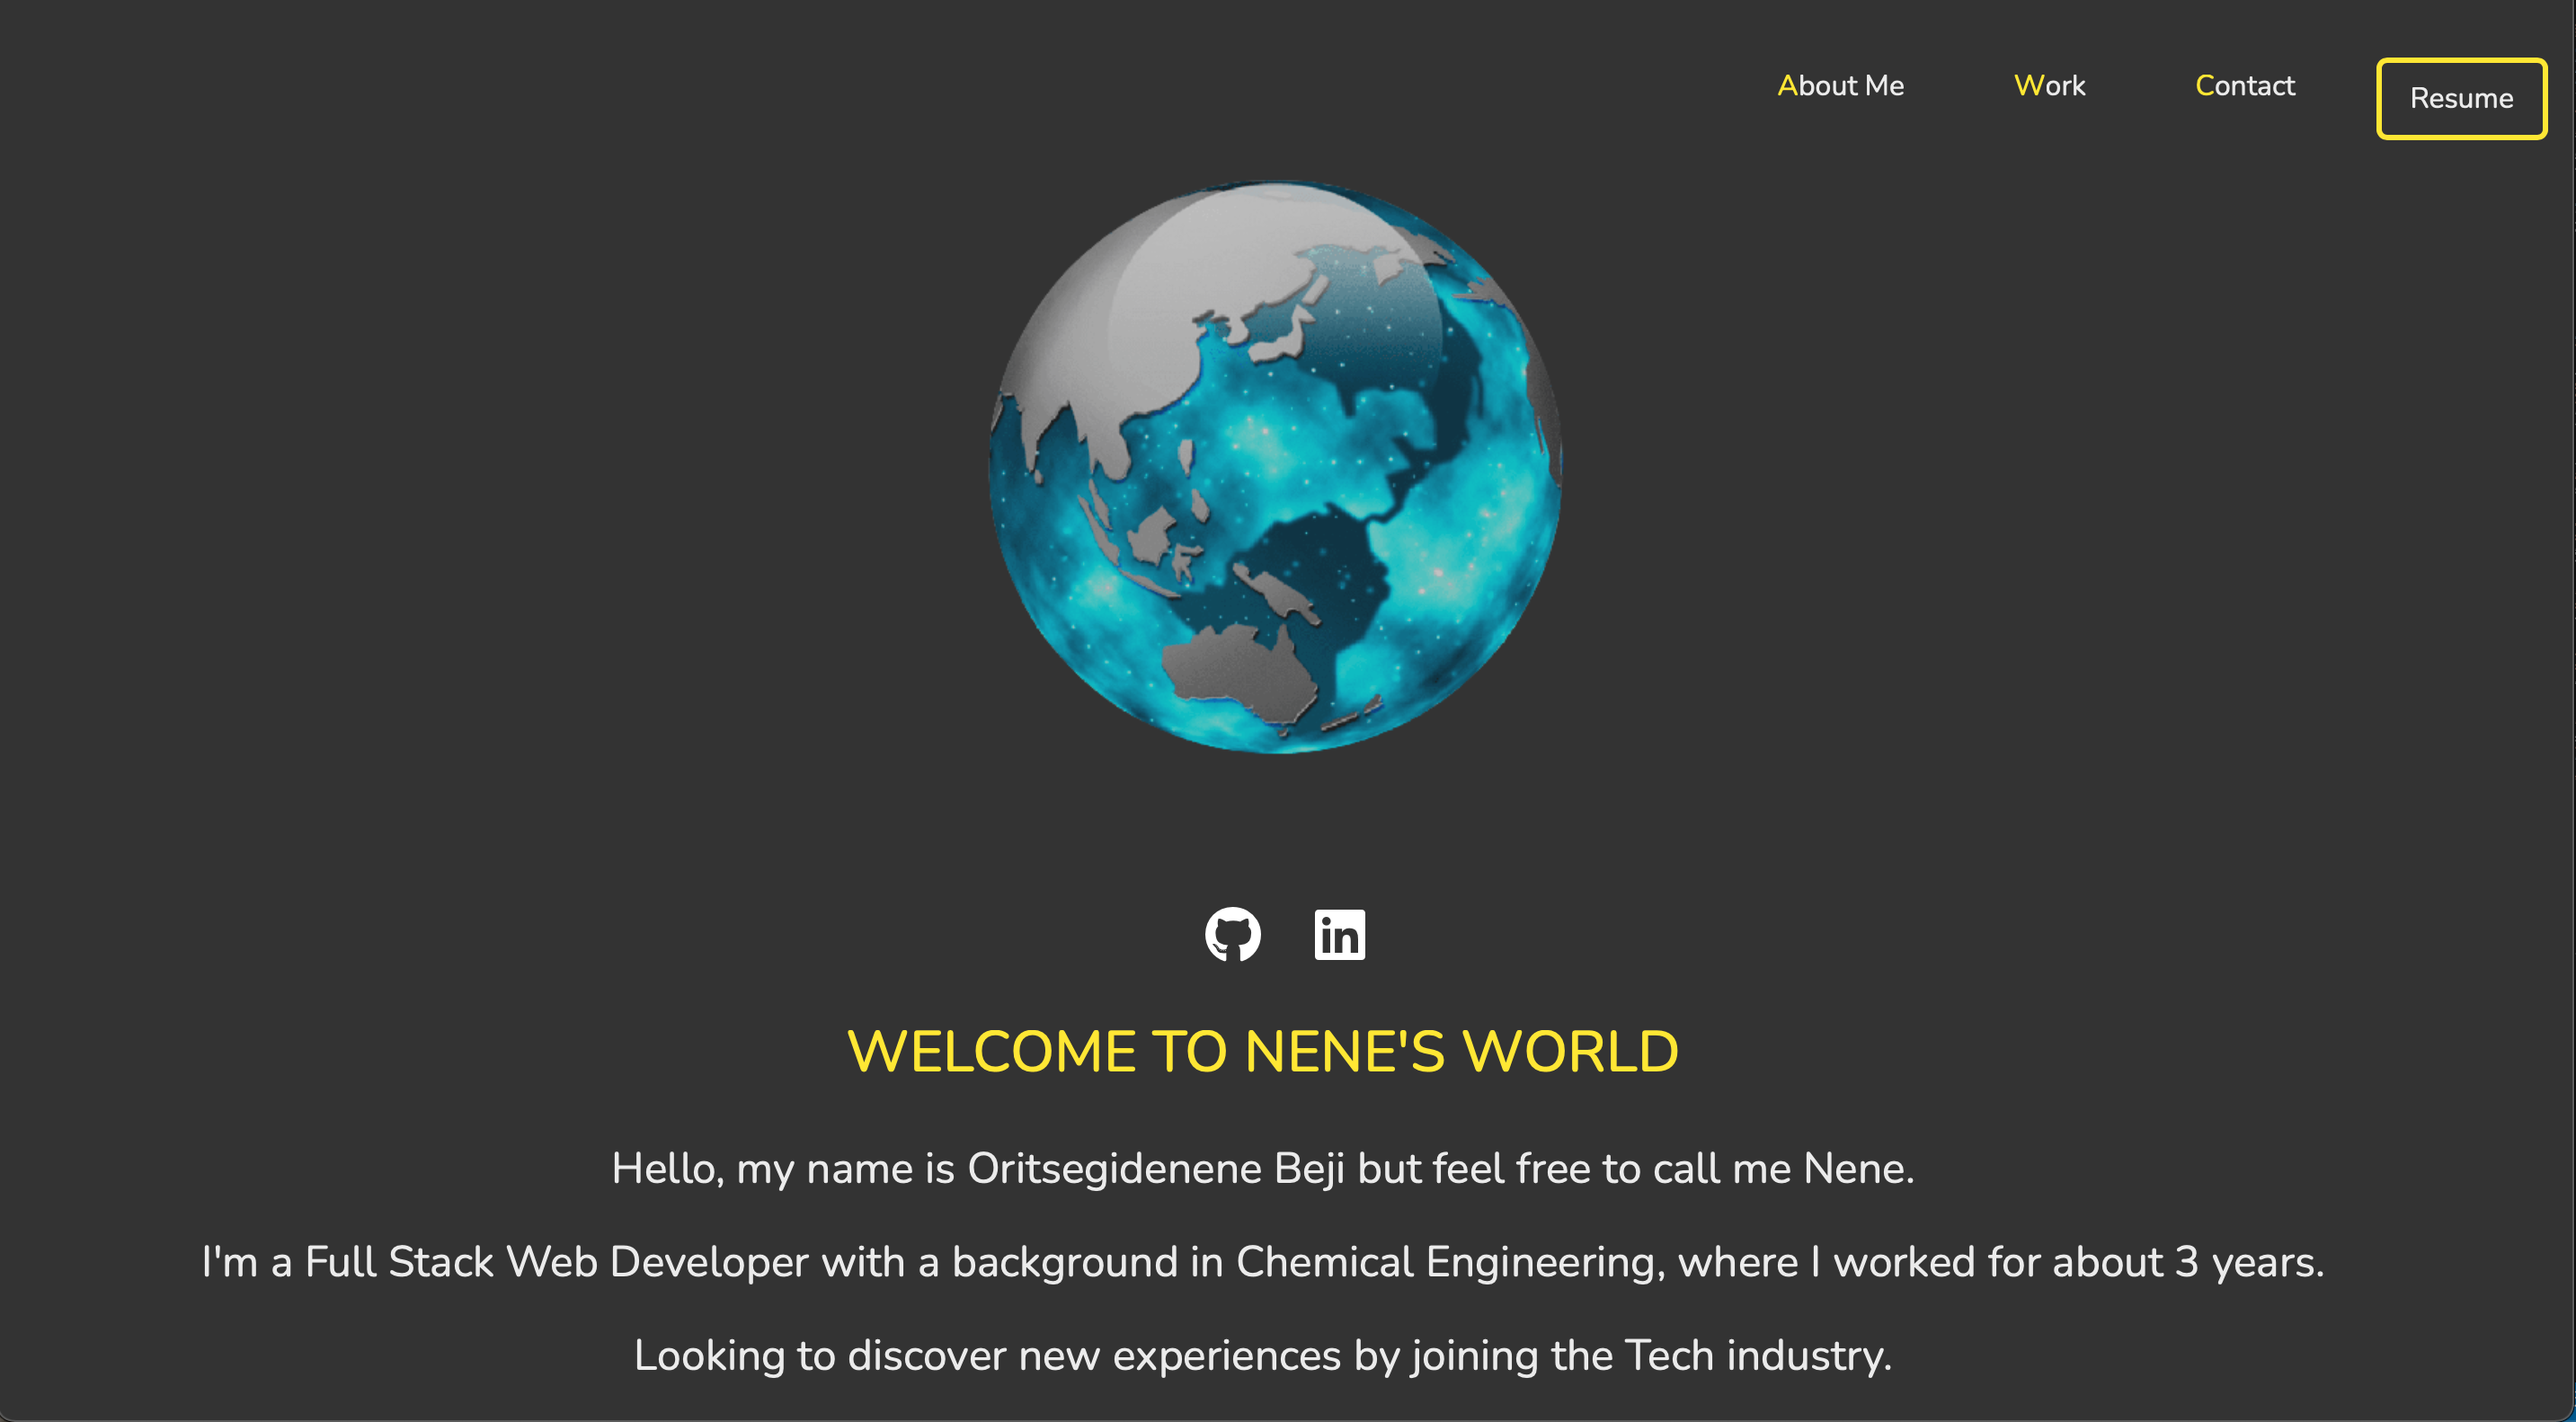 About Me
Work
Contact
Resume
in
WELCOME TO NENE'S WORLD
Hello, my name is Oritsegidenene Beji but feel free to call me Nene.
I'm a Full Stack Web Developer with a background in Chemical Engineering, where I worked for about 3 years.
Looking to discover new experiences by joining the Tech industry.